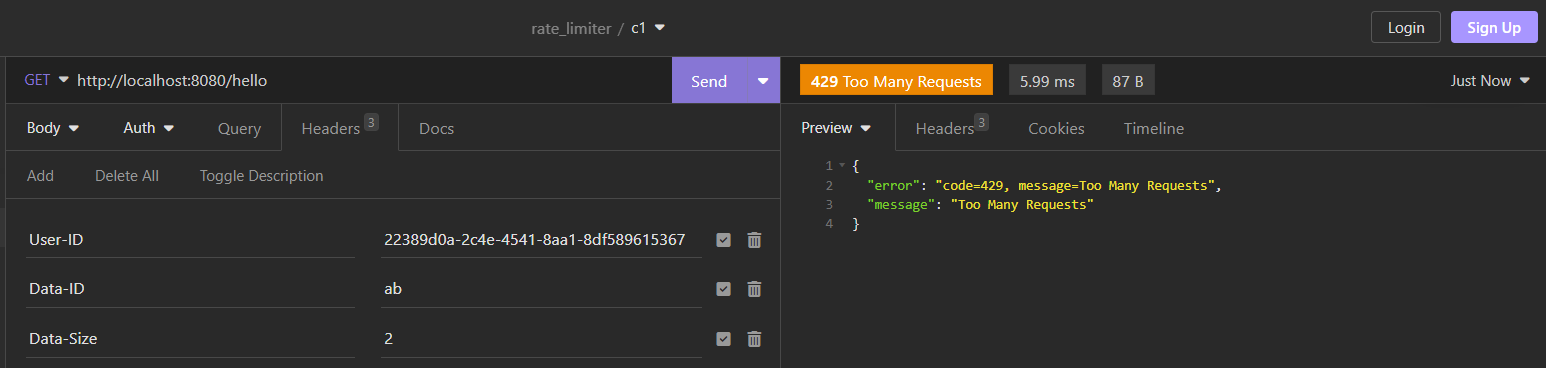 rate_limiter / c1
Login
Sign Up
GET http://localhost:8080/hello
Send
429 Too Many Requests
5.99 ms
87 B
Just Now
Body
Auth
Query
Headers 3
Docs
Preview
Headers 3
Cookies
Timeline
Add
Delete All
Toggle Description
User-ID 22389d0a-2c4e-4541-8aa1-8df589615367
Data-ID ab
Data-Size 2
1 {
2 "error": "code=429, message=Too Many Requests",
3 "message": "Too Many Requests"
4 }